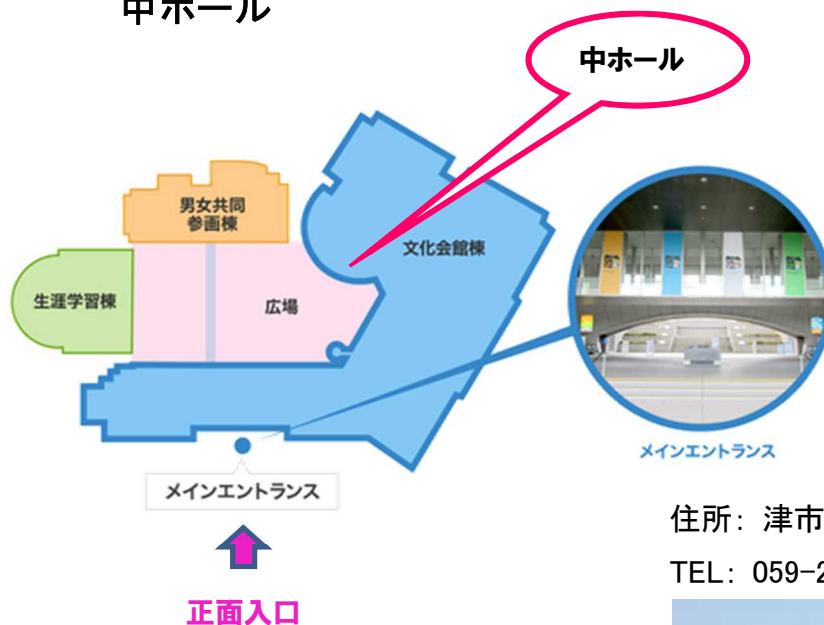 中ホール
中ホール
男女共同
参画棟
文化会館棟
生涯学習棟
広場
メインエントランス
メインエントランス
住所: 津市
TEL: 059-2
正面入口